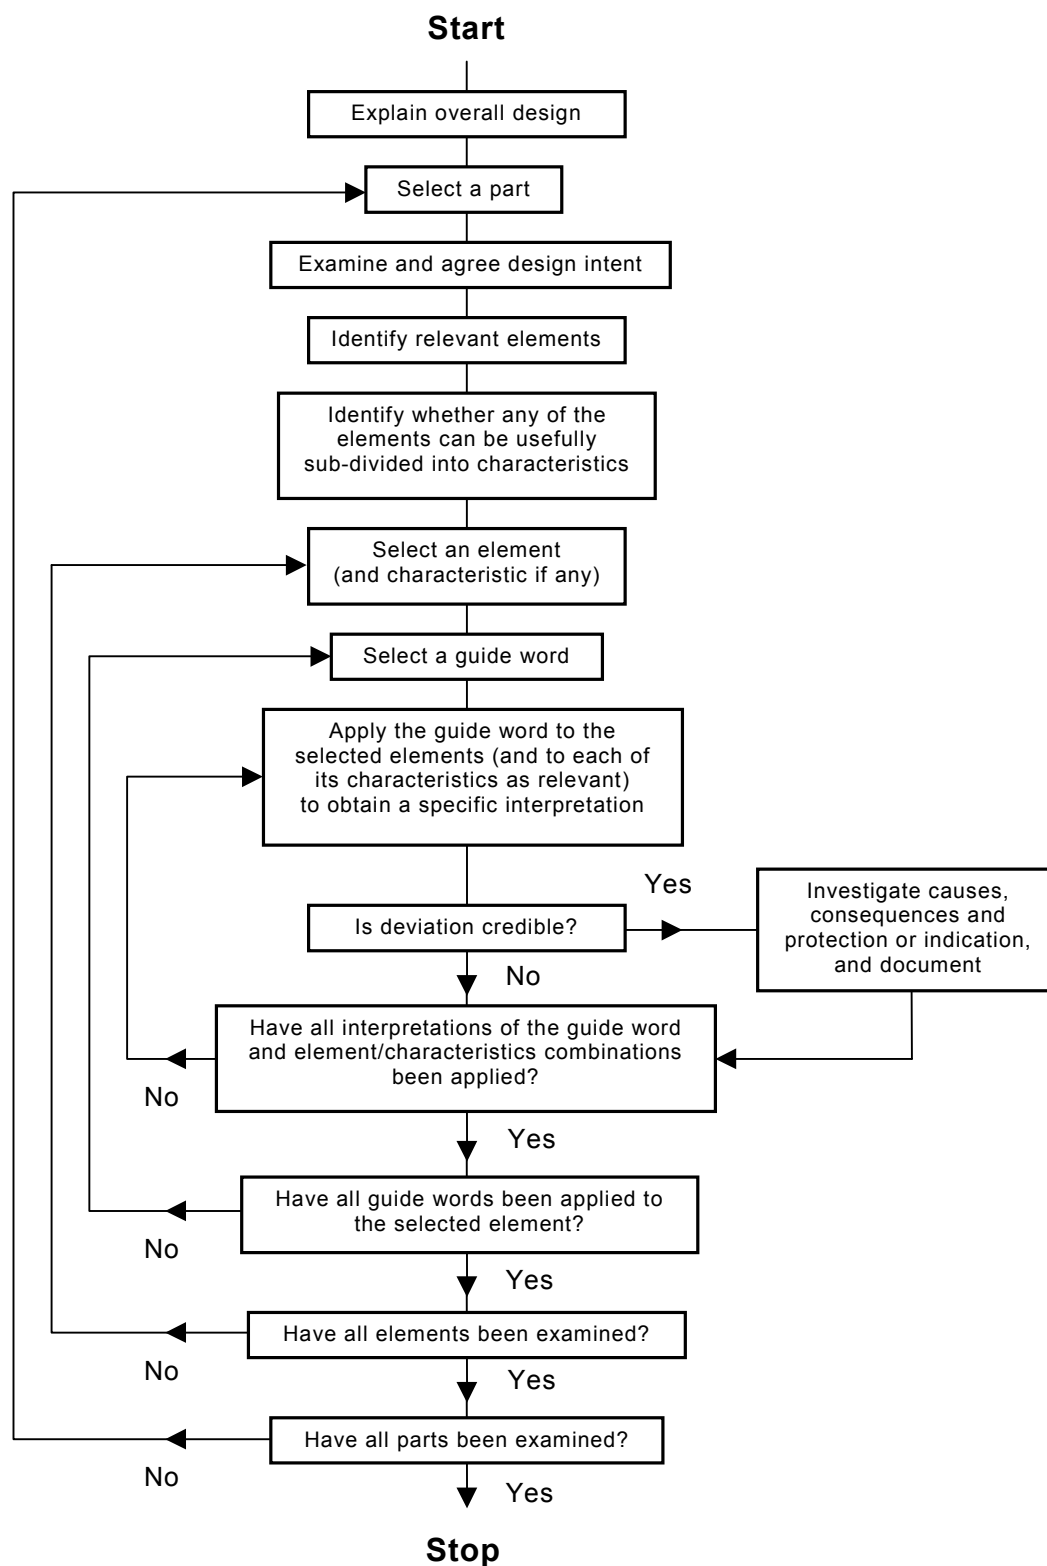 Start
Explain overall design
Select a part
Examine and agree design intent
Identify relevant elements
Identify whether any of the
elements can be usefully
sub-divided into characteristics
Select an element
(and characteristic if any)
Select a guide word
Apply the guide word to the
selected elements (and to each of
its characteristics as relevant)
to obtain a specific interpretation
Is deviation credible?
Yes
Investigate causes,
consequences and
protection or indication,
and document
No
Have all interpretations of the guide word
and element/characteristics combinations
been applied?
No
Yes
Have all guide words been applied to
the selected element?
No
Yes
Have all elements been examined?
No
Yes
Have all parts been examined?
No
Yes
Stop